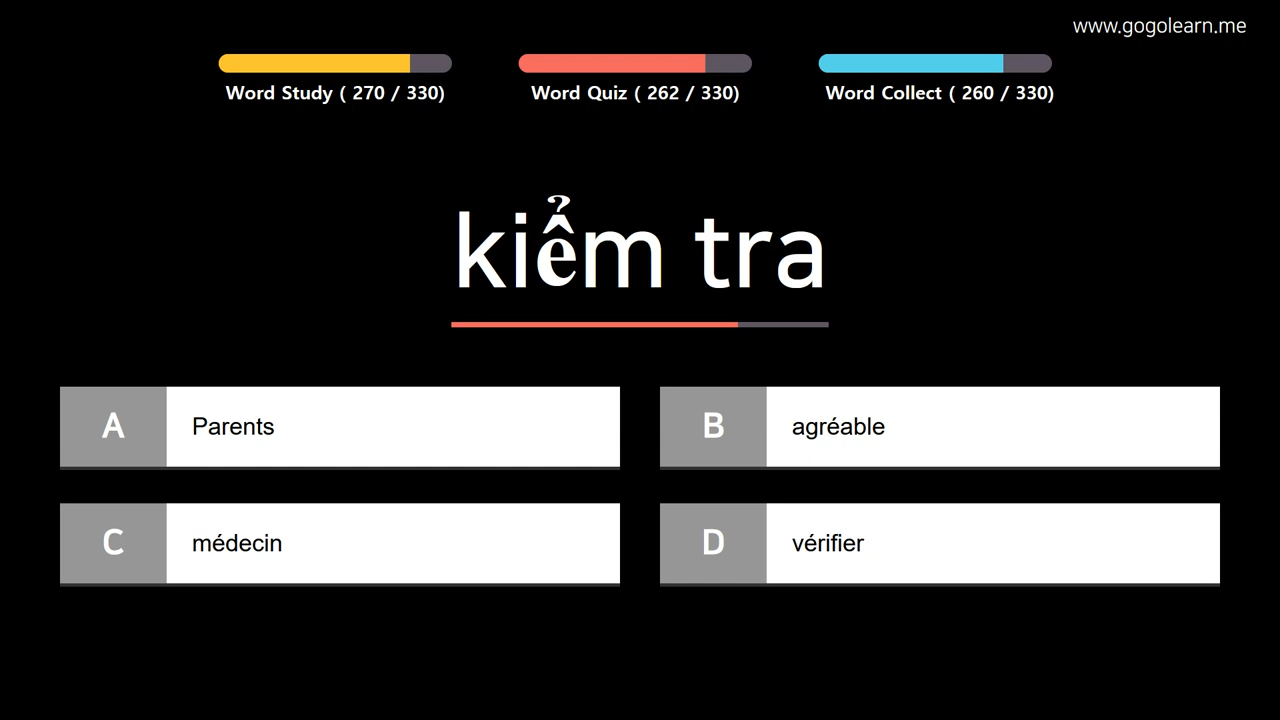 www.gogolearn.me
Word Study ( 270 / 330)
Word Quiz ( 262 / 330)
Word Collect ( 260 / 330)
kiểm tra
A
Parents
B
agréable
C
médecin
D
vérifier